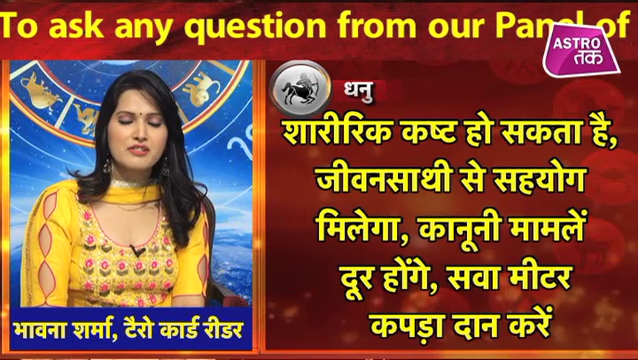 To ask any question from our Panel of
ASTRO
तक
धनु
शारीरिक कष्ट हो सकता है,
जीवनसाथी से सहयोग
मिलेगा, कानूनी मामलें
दूर होंगे, सवा मीटर
कपड़ा दान करें
भावना शर्मा, टैरो कार्ड रीडर